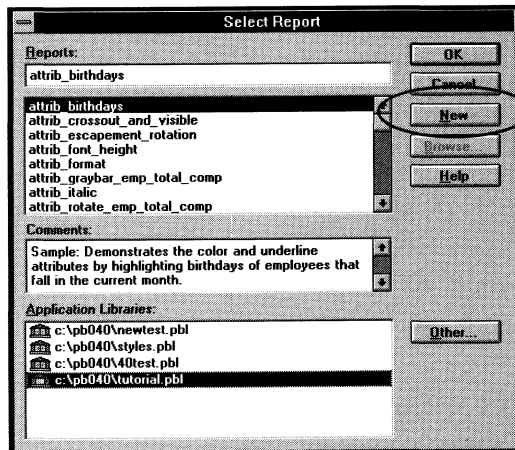 Select Report
Reports:
attrib_birthdays
attrib_birthdays
attrib_crossout_and_visible
attrib_escapement_rotation
attrib_font_height
attrib_format
attrib_graybar_emp_total_comp
attrib_italic
attrib_rotate_emp_total_comp
Comments:
Sample: Demonstrates the color and underline
attributes by highlighting birthdays of employees that
fall in the current month.
Application Libraries:
c:\pb040\newtest.pbl
c:\pb040\styles.pbl
c:\pb040\40test.pbl
c:\pb040\tutorial.pbl
OK
Cancel
New
Browse...
Help
Other...